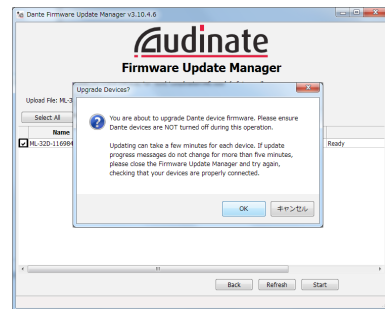 Dante Firmware Update Manager v3.10.4.6
Audinate
Firmware Update Manager
Upload File: ML-3
Upgrade Devices?
Select All
Name
ML-32D-116984
Ready
You are about to upgrade Dante device firmware. Please ensure
Dante devices are NOT turned off during this operation.
Updating can take a few minutes for each device. If update
progress messages do not change for more than five minutes,
please close the Firmware Update Manager and try again,
checking that your devices are properly connected.
OK
キャンセル
Back
Refresh
Start